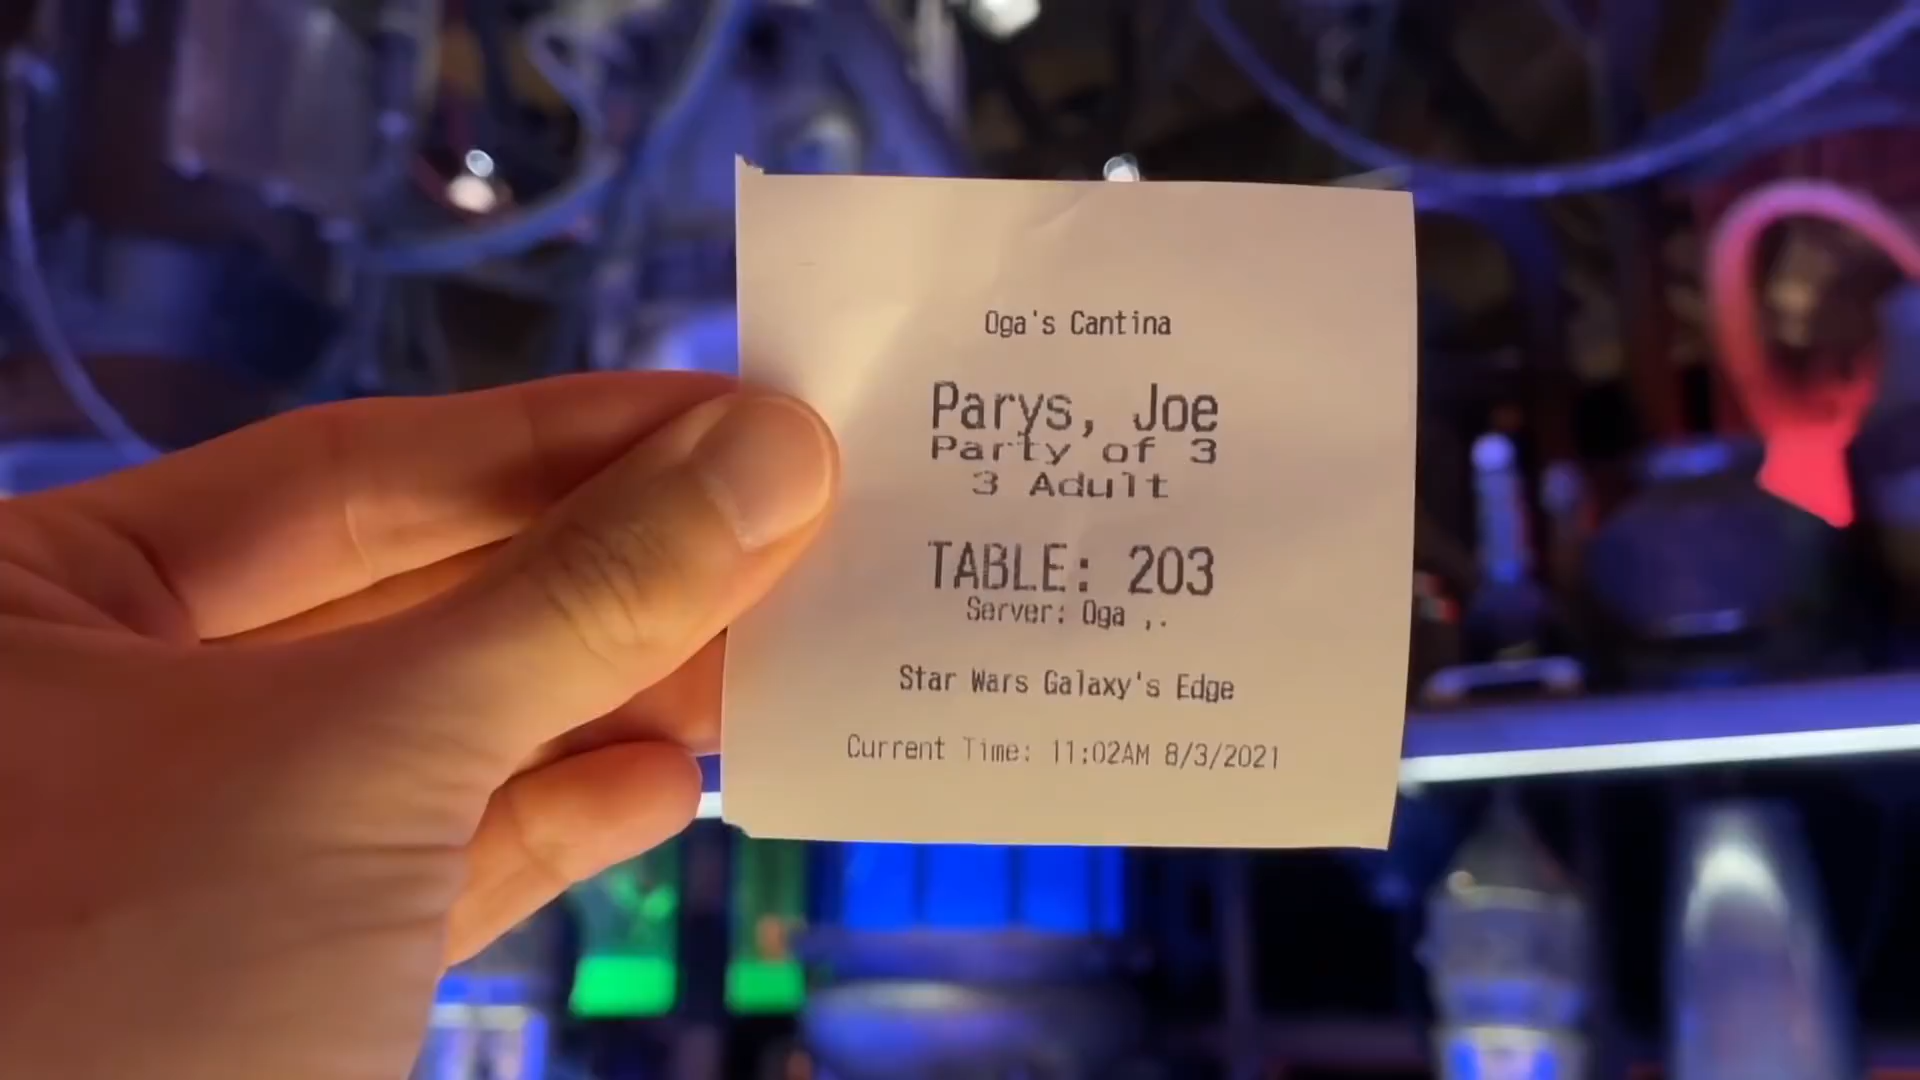 Oga's Cantina
Parys, Joe
Party of 3
3 Adult
TABLE: 203
Server: Oga ,.
Star Wars Galaxy's Edge
Current Time: 11:02AM 8/3/2021